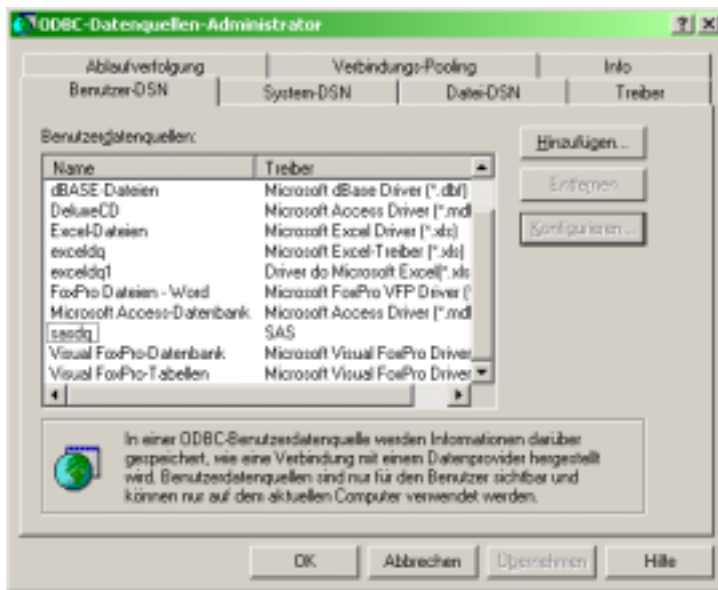 ODBC-Datenquellen-Administrator
Ablaufverfolgung Verbindungs-Pooling Info
Benutzer-DSN System-DSN Datei-DSN Treiber
Benutzerdatenquellen:
Name Treiber
dBASE-Dateien Microsoft dBase Driver (*.dbf)
DeluxeCD Microsoft Access Driver (*.mdl
Excel-Dateien Microsoft Excel Driver (*.xls)
exceldq Microsoft Excel-Treiber (*.xls)
exceldq1 Driver do Microsoft Excel(*.xls
FoxPro Dateien - Word Microsoft FoxPro VFP Driver (*
Microsoft Access-Datenbank Microsoft Access Driver (*.mdl
sasdq SAS
Visual FoxPro-Datenbank Microsoft Visual FoxPro Driver
Visual FoxPro-Tabellen Microsoft Visual FoxPro Driver
Hinzufügen...
Entfernen
Konfigurieren...
In einer ODBC-Benutzerdatenquelle werden Informationen darüber
gespeichert, wie eine Verbindung mit einem Datenprovider hergestellt
wird. Benutzerdatenquellen sind nur für den Benutzer sichtbar und
können nur auf dem aktuellen Computer verwendet werden.
OK Abbrechen Übernehmen Hilfe